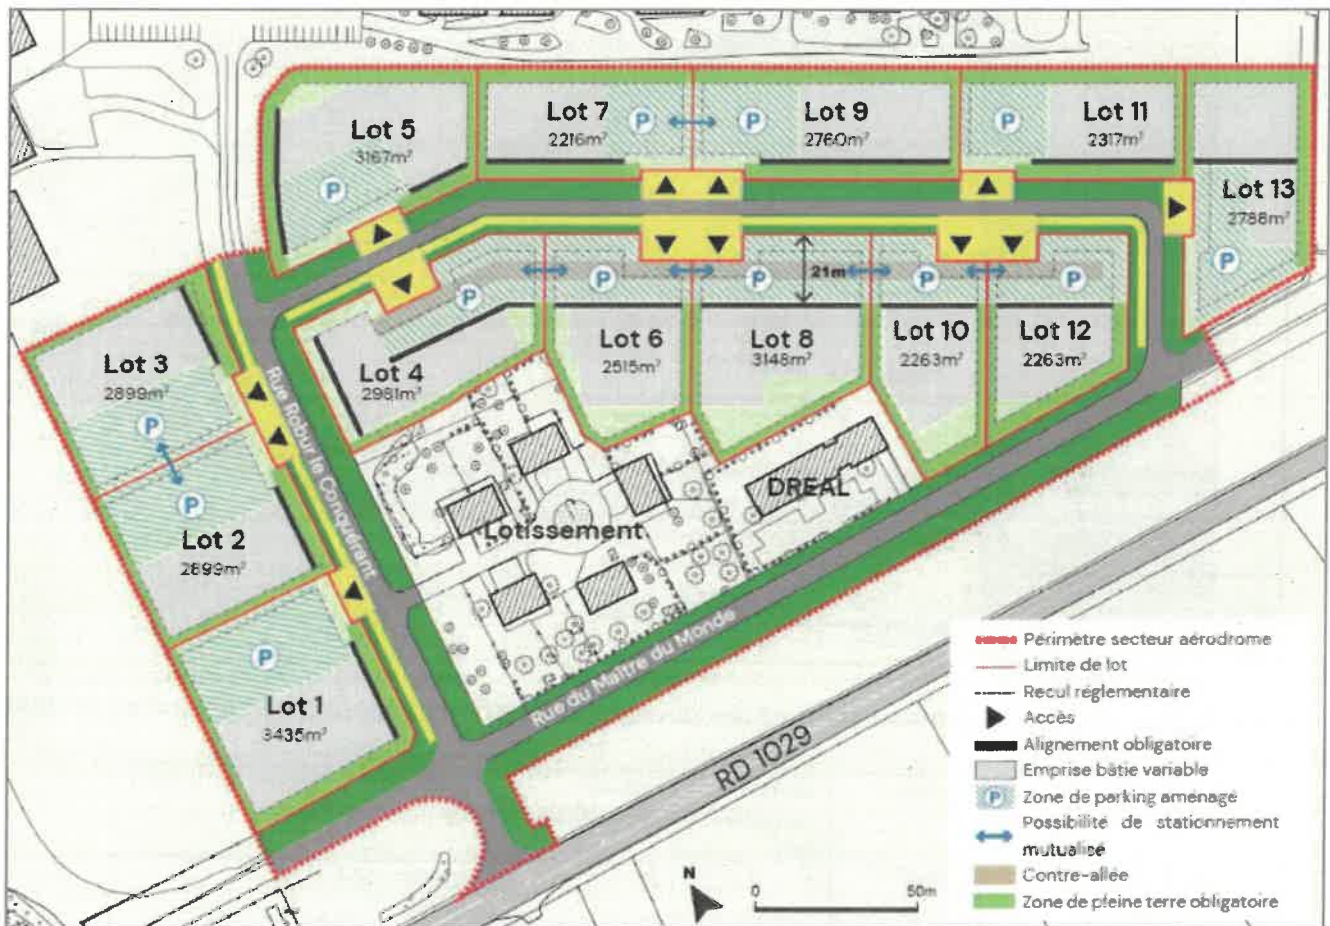 Lot 5
3167m²
P
Lot 7
2216m²
P
Lot 9
2760m²
P
Lot 11
2317m²
P
Lot 13
2788m²
P
Lot 3
2899m²
P
Lot 2
2899m²
P
Lot 1
3435m²
P
Lot 4
2981m²
P
Lot 6
2515m²
P
21m
Lot 8
3148m²
P
Lot 10
2263m²
P
Lot 12
2263m²
P
Rue Robur le Conquérant
Lotissement
DREAL
Rue du Maître du Monde
RD 1029
Périmètre secteur aérodrome
Limite de lot
Recul réglementaire
Accès
Alignement obligatoire
Emprise bâtie variable
P Zone de parking aménagé
Possibilité de stationnement
mutualisé
Contre-allée
Zone de pleine terre obligatoire
N
0 50m